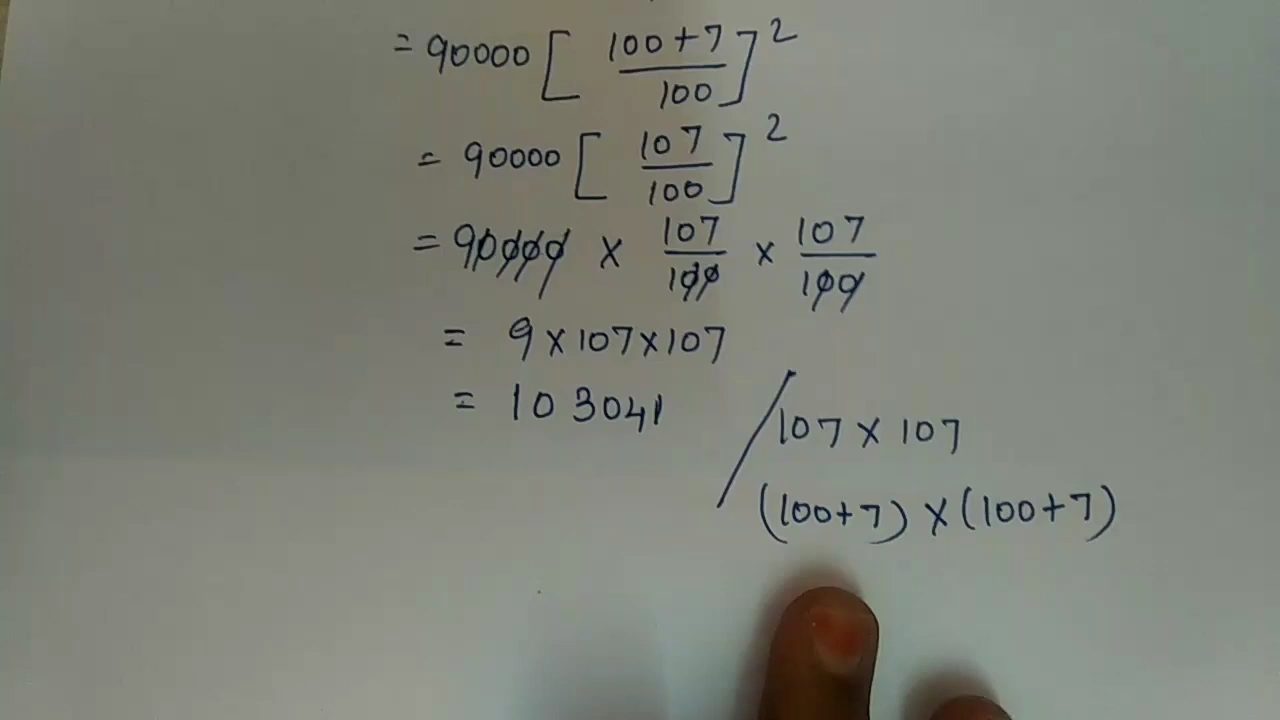 = 90000 [ (100+7)/100 ]²
= 90000 [ 107/100 ]²
= 90000 × 107/100 × 107/100
= 9×107×107
= 103041
107 × 107
(100+7) × (100+7)